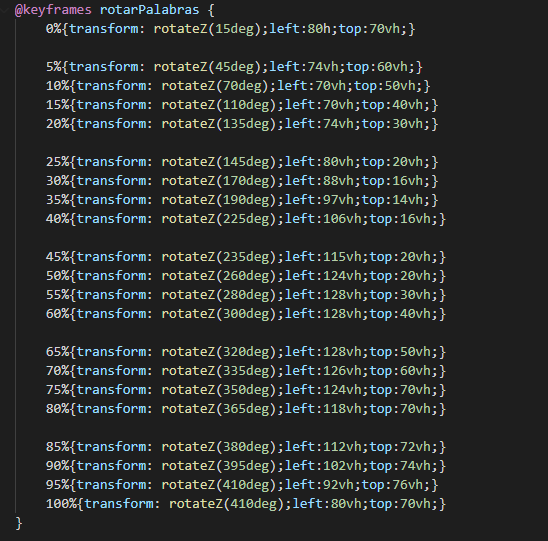 @keyframes rotarPalabras {
0%{transform: rotateZ(15deg);left:80h;top:70vh;}
5%{transform: rotateZ(45deg);left:74vh;top:60vh;}
10%{transform: rotateZ(70deg);left:70vh;top:50vh;}
15%{transform: rotateZ(110deg);left:70vh;top:40vh;}
20%{transform: rotateZ(135deg);left:74vh;top:30vh;}
25%{transform: rotateZ(145deg);left:80vh;top:20vh;}
30%{transform: rotateZ(170deg);left:88vh;top:16vh;}
35%{transform: rotateZ(190deg);left:97vh;top:14vh;}
40%{transform: rotateZ(225deg);left:106vh;top:16vh;}
45%{transform: rotateZ(235deg);left:115vh;top:20vh;}
50%{transform: rotateZ(260deg);left:124vh;top:20vh;}
55%{transform: rotateZ(280deg);left:128vh;top:30vh;}
60%{transform: rotateZ(300deg);left:128vh;top:40vh;}
65%{transform: rotateZ(320deg);left:128vh;top:50vh;}
70%{transform: rotateZ(335deg);left:126vh;top:60vh;}
75%{transform: rotateZ(350deg);left:124vh;top:70vh;}
80%{transform: rotateZ(365deg);left:118vh;top:70vh;}
85%{transform: rotateZ(380deg);left:112vh;top:72vh;}
90%{transform: rotateZ(395deg);left:102vh;top:74vh;}
95%{transform: rotateZ(410deg);left:92vh;top:76vh;}
100%{transform: rotateZ(410deg);left:80vh;top:70vh;}
}